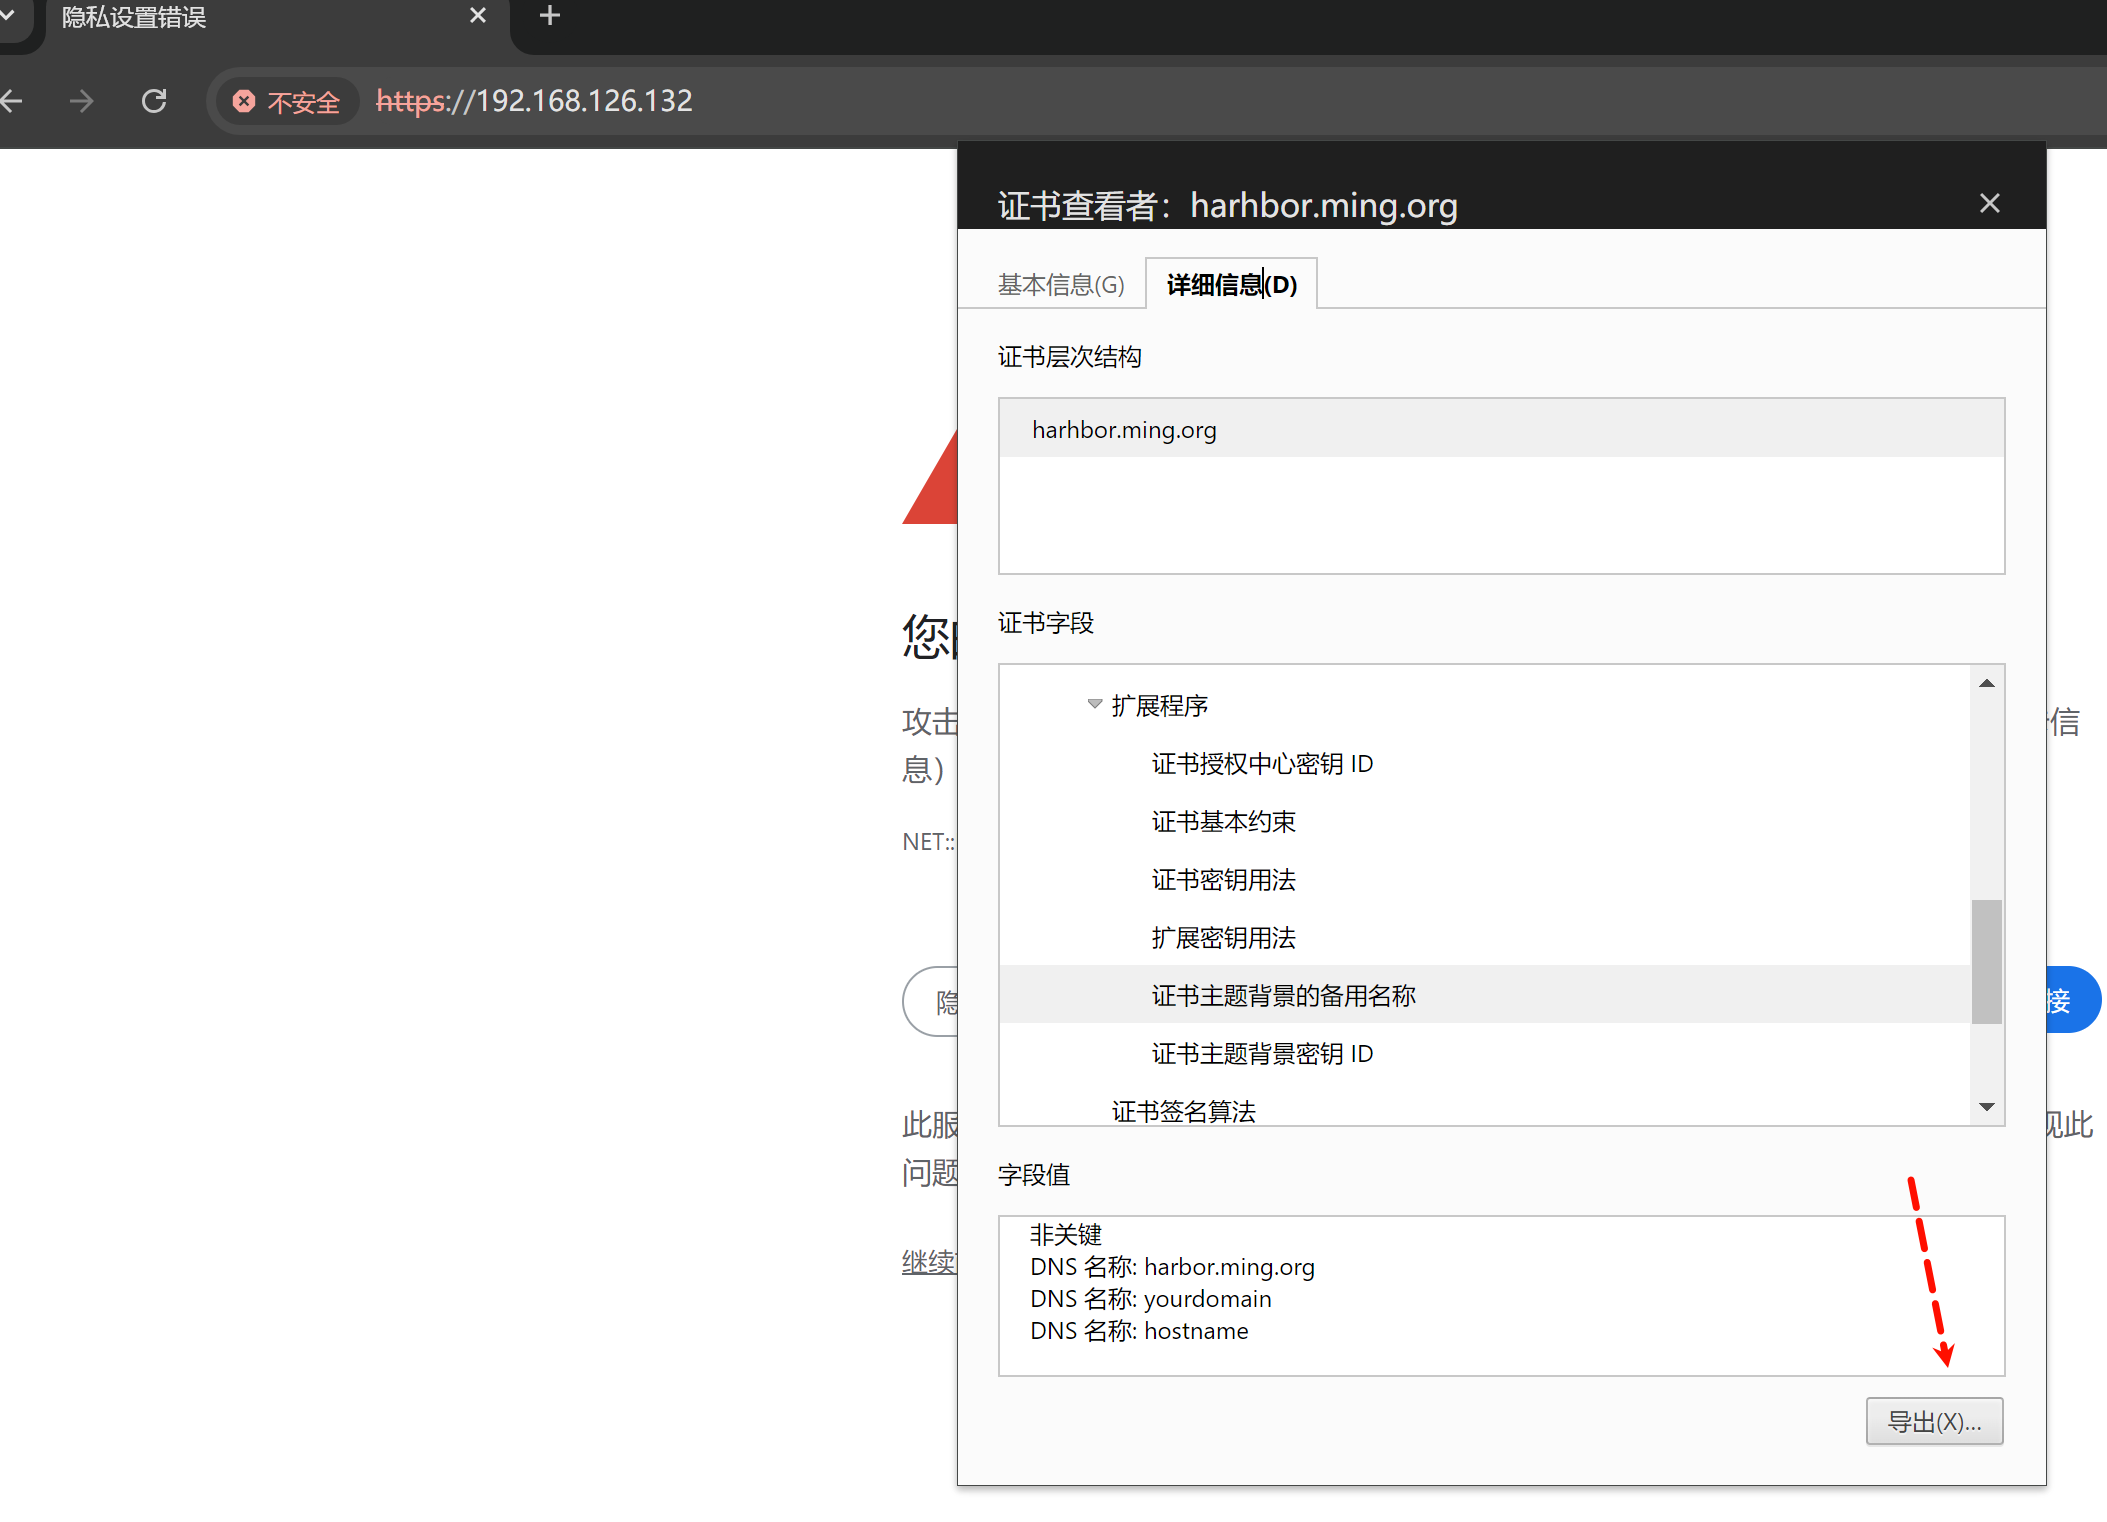 隐私设置错误
不安全
https://192.168.126.132
证书查看者：harhbor.ming.org
基本信息(G)
详细信息(D)
证书层次结构
harhbor.ming.org
证书字段
扩展程序
证书授权中心密钥 ID
证书基本约束
证书密钥用法
扩展密钥用法
证书主题背景的备用名称
证书主题背景密钥 ID
证书签名算法
字段值
非关键
DNS 名称: harbor.ming.org
DNS 名称: yourdomain
DNS 名称: hostname
导出(X)...
您
攻击
信
息）
NET::
隐
接
此服
现此
问题
继续